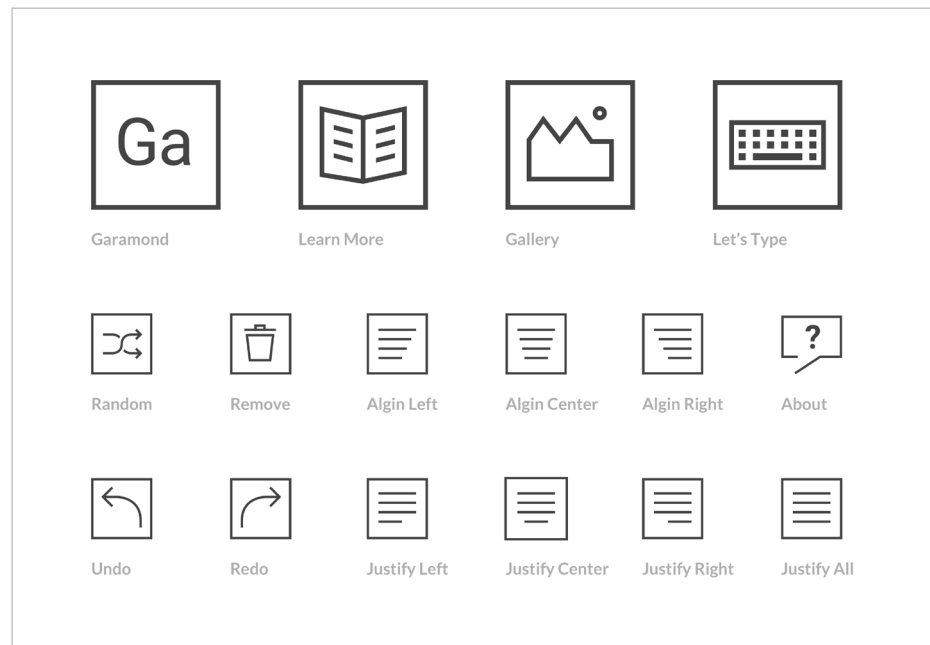 Ga
Garamond
Learn More
Gallery
Let's Type
?
Random
Remove
Algin Left
Algin Center
Algin Right
About
Undo
Redo
Justify Left
Justify Center
Justify Right
Justify All